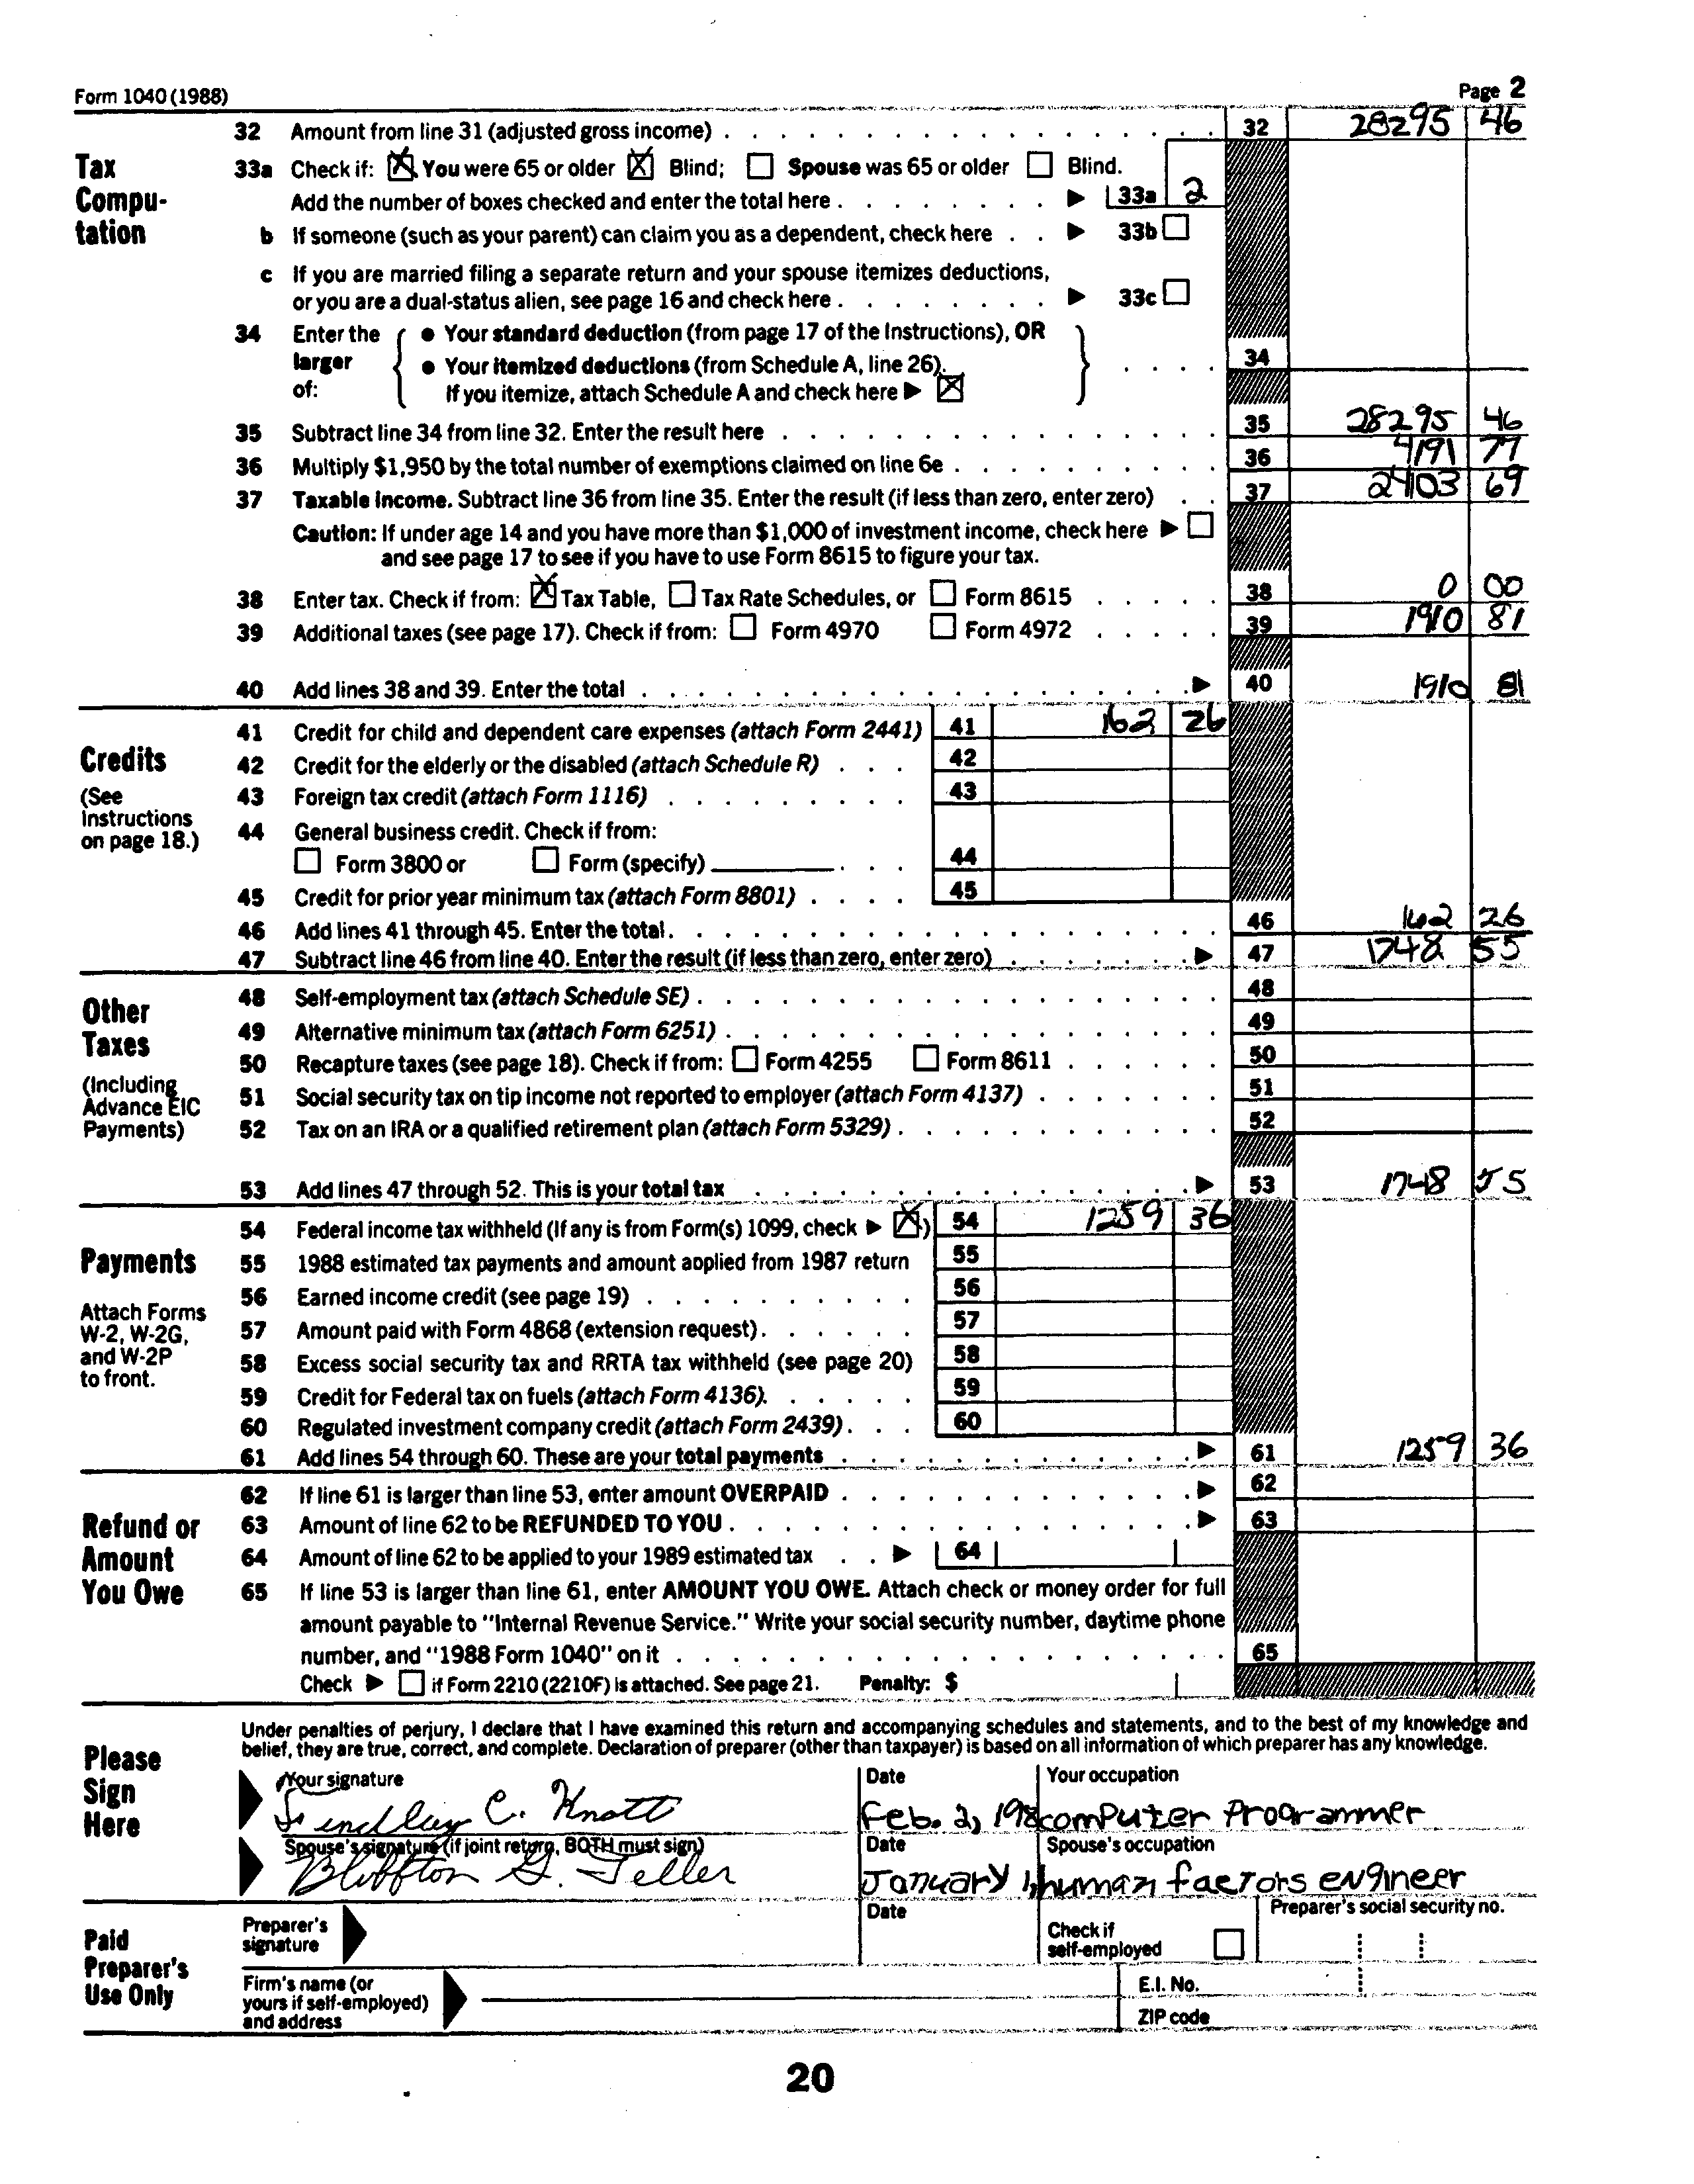 Form 1040 (1988) Page 2
32 Amount from line 31 (adjusted gross income) 32 28295 46
Tax Compu-tation
33a Check if: ☒ You were 65 or older ☒ Blind; ☐ Spouse was 65 or older ☐ Blind.
Add the number of boxes checked and enter the total here ▶ 33a 2
b If someone (such as your parent) can claim you as a dependent, check here ▶ 33b ☐
c If you are married filing a separate return and your spouse itemizes deductions,
or you are a dual-status alien, see page 16 and check here ▶ 33c ☐
34 Enter the larger of: { ● Your standard deduction (from page 17 of the Instructions), OR
● Your itemized deductions (from Schedule A, line 26). } 34
If you itemize, attach Schedule A and check here ▶ ☒
35 Subtract line 34 from line 32. Enter the result here 35 28295 46
36 Multiply $1,950 by the total number of exemptions claimed on line 6e 36 4191 77
37 Taxable income. Subtract line 36 from line 35. Enter the result (if less than zero, enter zero) 37 24103 69
Caution: If under age 14 and you have more than $1,000 of investment income, check here ▶ ☐
and see page 17 to see if you have to use Form 8615 to figure your tax.
38 Enter tax. Check if from: ☒ Tax Table, ☐ Tax Rate Schedules, or ☐ Form 8615 38 0 00
39 Additional taxes (see page 17). Check if from: ☐ Form 4970 ☐ Form 4972 39 1910 81
40 Add lines 38 and 39. Enter the total ▶ 40 1910 81
Credits
(See Instructions on page 18.)
41 Credit for child and dependent care expenses (attach Form 2441) 41 162 26
42 Credit for the elderly or the disabled (attach Schedule R) 42
43 Foreign tax credit (attach Form 1116) 43
44 General business credit. Check if from:
☐ Form 3800 or ☐ Form (specify) 44
45 Credit for prior year minimum tax (attach Form 8801) 45
46 Add lines 41 through 45. Enter the total. 46 162 26
47 Subtract line 46 from line 40. Enter the result (if less than zero, enter zero) ▶ 47 1748 55
Other Taxes
(Including Advance EIC Payments)
48 Self-employment tax (attach Schedule SE) 48
49 Alternative minimum tax (attach Form 6251) 49
50 Recapture taxes (see page 18). Check if from: ☐ Form 4255 ☐ Form 8611 50
51 Social security tax on tip income not reported to employer (attach Form 4137) 51
52 Tax on an IRA or a qualified retirement plan (attach Form 5329) 52
53 Add lines 47 through 52. This is your total tax ▶ 53 1748 55
Payments
Attach Forms W-2, W-2G, and W-2P to front.
54 Federal income tax withheld (If any is from Form(s) 1099, check ▶ ☒) 54 1259 36
55 1988 estimated tax payments and amount applied from 1987 return 55
56 Earned income credit (see page 19) 56
57 Amount paid with Form 4868 (extension request) 57
58 Excess social security tax and RRTA tax withheld (see page 20) 58
59 Credit for Federal tax on fuels (attach Form 4136). 59
60 Regulated investment company credit (attach Form 2439) 60
61 Add lines 54 through 60. These are your total payments ▶ 61 1259 36
Refund or Amount You Owe
62 If line 61 is larger than line 53, enter amount OVERPAID ▶ 62
63 Amount of line 62 to be REFUNDED TO YOU ▶ 63
64 Amount of line 62 to be applied to your 1989 estimated tax ▶ 64
65 If line 53 is larger than line 61, enter AMOUNT YOU OWE. Attach check or money order for full
amount payable to "Internal Revenue Service." Write your social security number, daytime phone
number, and "1988 Form 1040" on it 65
Check ▶ ☐ if Form 2210 (2210F) is attached. See page 21. Penalty: $
Please Sign Here
Under penalties of perjury, I declare that I have examined this return and accompanying schedules and statements, and to the best of my knowledge and
belief, they are true, correct, and complete. Declaration of preparer (other than taxpayer) is based on all information of which preparer has any knowledge.
Your signature Date Your occupation
Lindley C. Knott Feb. 2, 198 computer Programmer
Spouse's signature (if joint return, BOTH must sign) Date Spouse's occupation
Bluffton G. Teller January 1, human factors engineer
Paid Preparer's Use Only
Preparer's signature Date Check if self-employed ☐ Preparer's social security no.
Firm's name (or yours if self-employed) and address E.I. No.
ZIP code
20